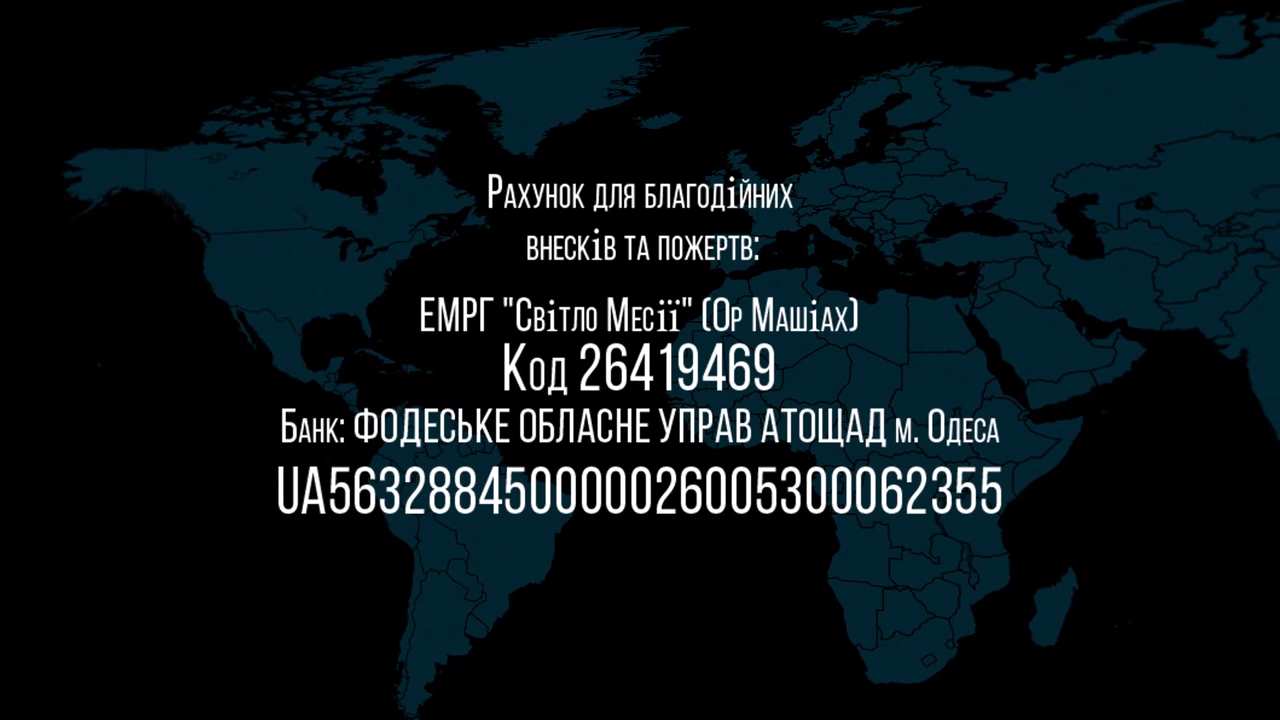 Рахунок для благодійних
внесків та пожертв:
ЕМРГ "Світло Месії" (Ор Машіах)
Код 26419469
Банк: ФОДЕСЬКЕ ОБЛАСНЕ УПРАВ АТОЩАД м. Одеса
UA563288450000026005300062355